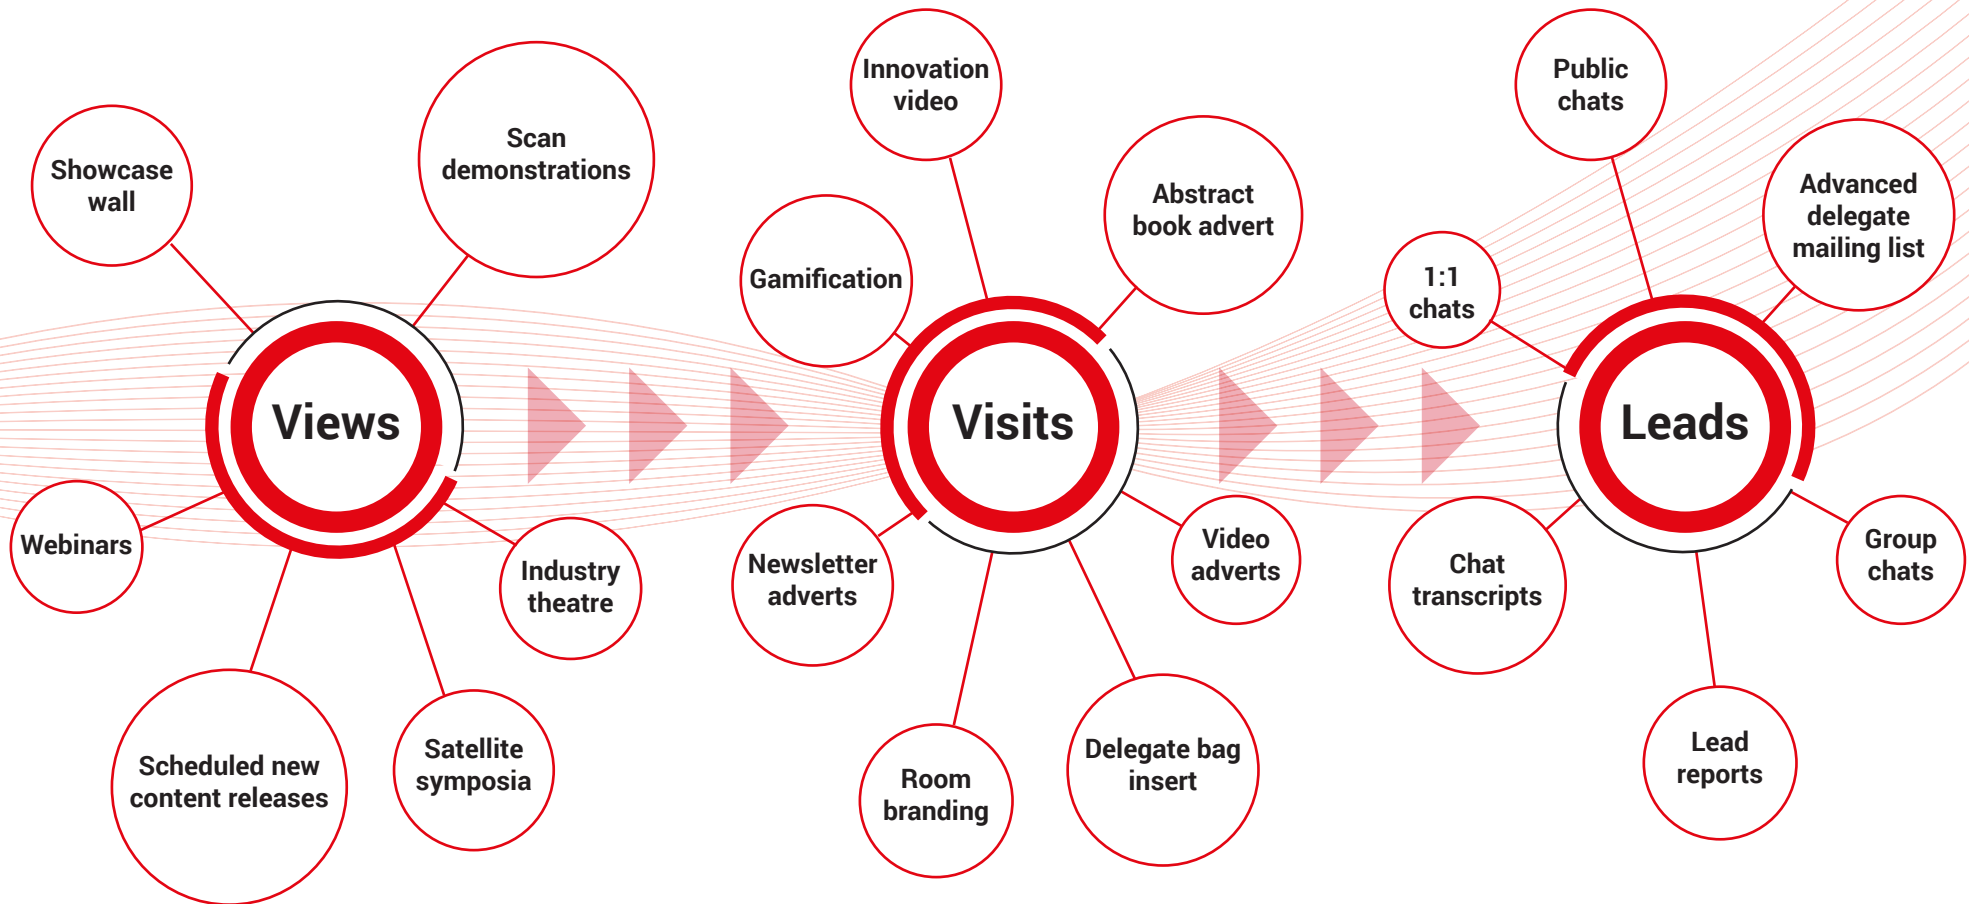 Showcase
wall
Scan
demonstrations
Views
Webinars
Industry
theatre
Scheduled new
content releases
Satellite
symposia
Innovation
video
Abstract
book advert
Gamification
Visits
Newsletter
adverts
Video
adverts
Room
branding
Delegate bag
insert
Public
chats
Advanced
delegate
mailing list
1:1
chats
Leads
Chat
transcripts
Group
chats
Lead
reports